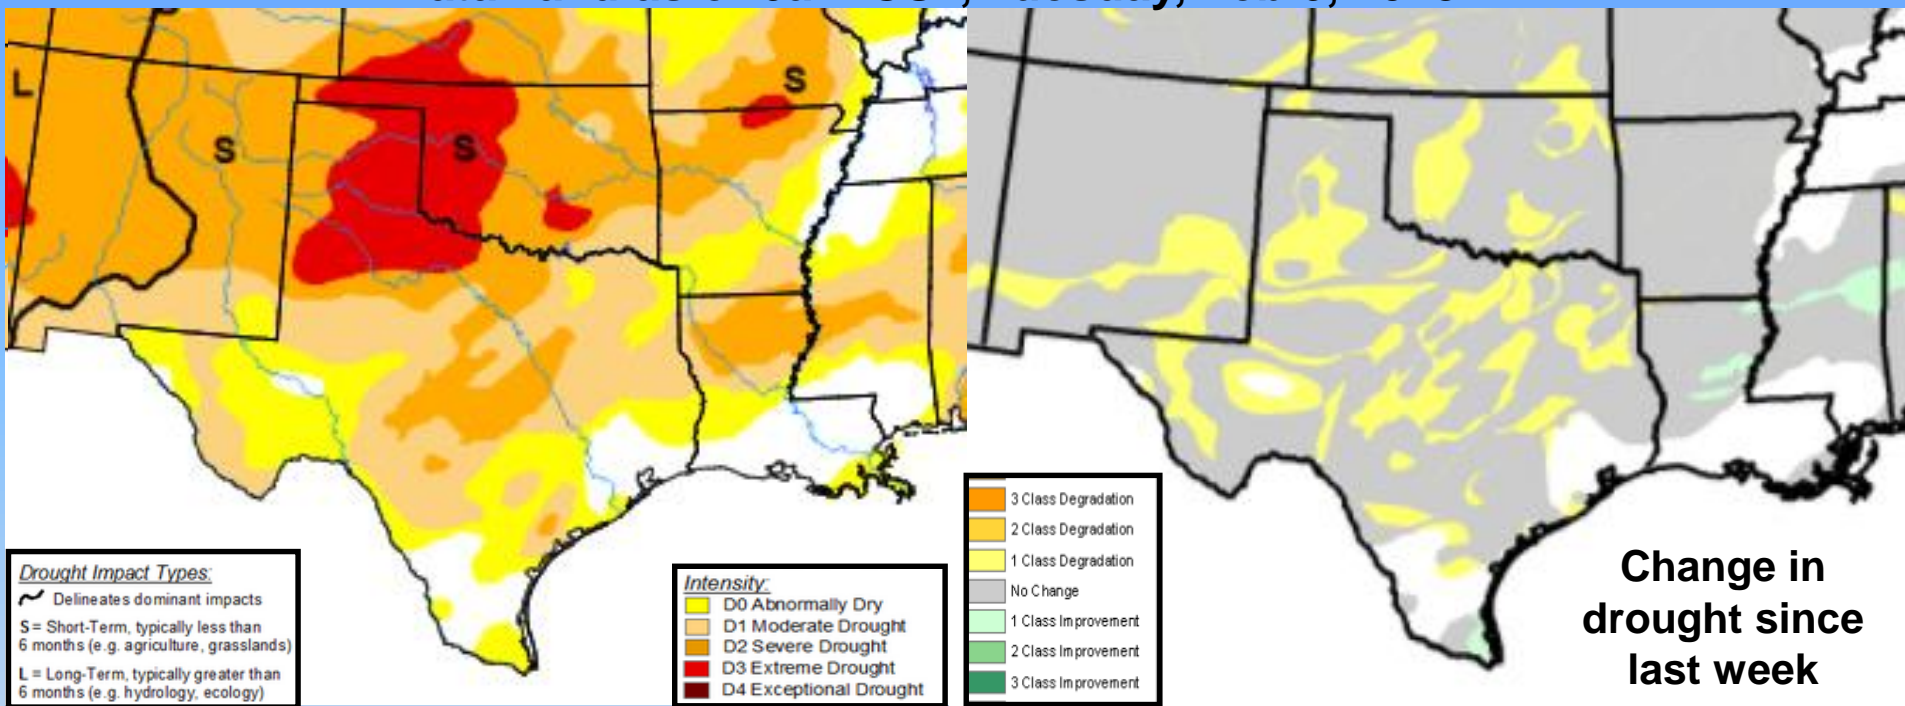 L
S
S
S
Drought Impact Types:
Delineates dominant impacts
S = Short-Term, typically less than
6 months (e.g. agriculture, grasslands)
L = Long-Term, typically greater than
6 months (e.g. hydrology, ecology)
Intensity:
D0 Abnormally Dry
D1 Moderate Drought
D2 Severe Drought
D3 Extreme Drought
D4 Exceptional Drought
3 Class Degradation
2 Class Degradation
1 Class Degradation
No Change
1 Class Improvement
2 Class Improvement
3 Class Improvement
Change in
drought since
last week